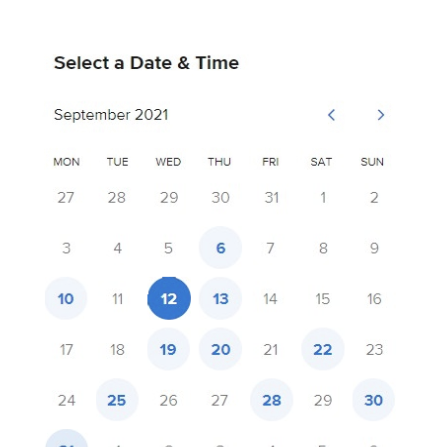 Select a Date & Time
September 2021
MON TUE WED THU FRI SAT SUN
27 28 29 30 31 1 2
3 4 5 6 7 8 9
10 11 12 13 14 15 16
17 18 19 20 21 22 23
24 25 26 27 28 29 30